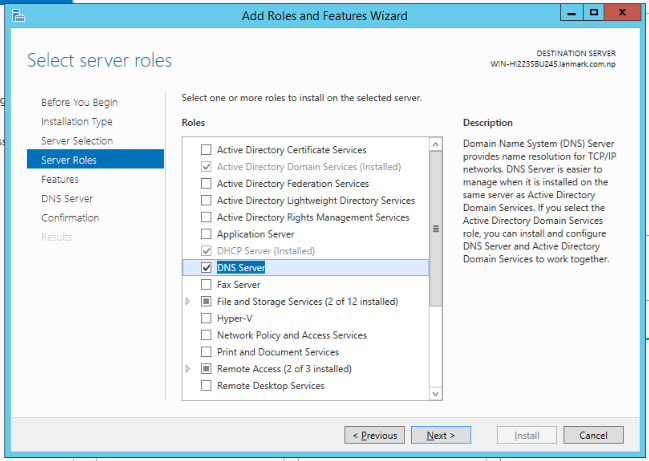 Add Roles and Features Wizard
Select server roles
DESTINATION SERVER
WIN-HI2235BU245.lanmark.com.np
Before You Begin
Installation Type
Server Selection
Server Roles
Features
DNS Server
Confirmation
Results
Select one or more roles to install on the selected server.
Roles
Active Directory Certificate Services
Active Directory Domain Services (Installed)
Active Directory Federation Services
Active Directory Lightweight Directory Services
Active Directory Rights Management Services
Application Server
DHCP Server (Installed)
DNS Server
Fax Server
File and Storage Services (2 of 12 installed)
Hyper-V
Network Policy and Access Services
Print and Document Services
Remote Access (2 of 3 installed)
Remote Desktop Services
Description
Domain Name System (DNS) Server
provides name resolution for TCP/IP
networks. DNS Server is easier to
manage when it is installed on the
same server as Active Directory
Domain Services. If you select the
Active Directory Domain Services
role, you can install and configure
DNS Server and Active Directory
Domain Services to work together.
< Previous
Next >
Install
Cancel